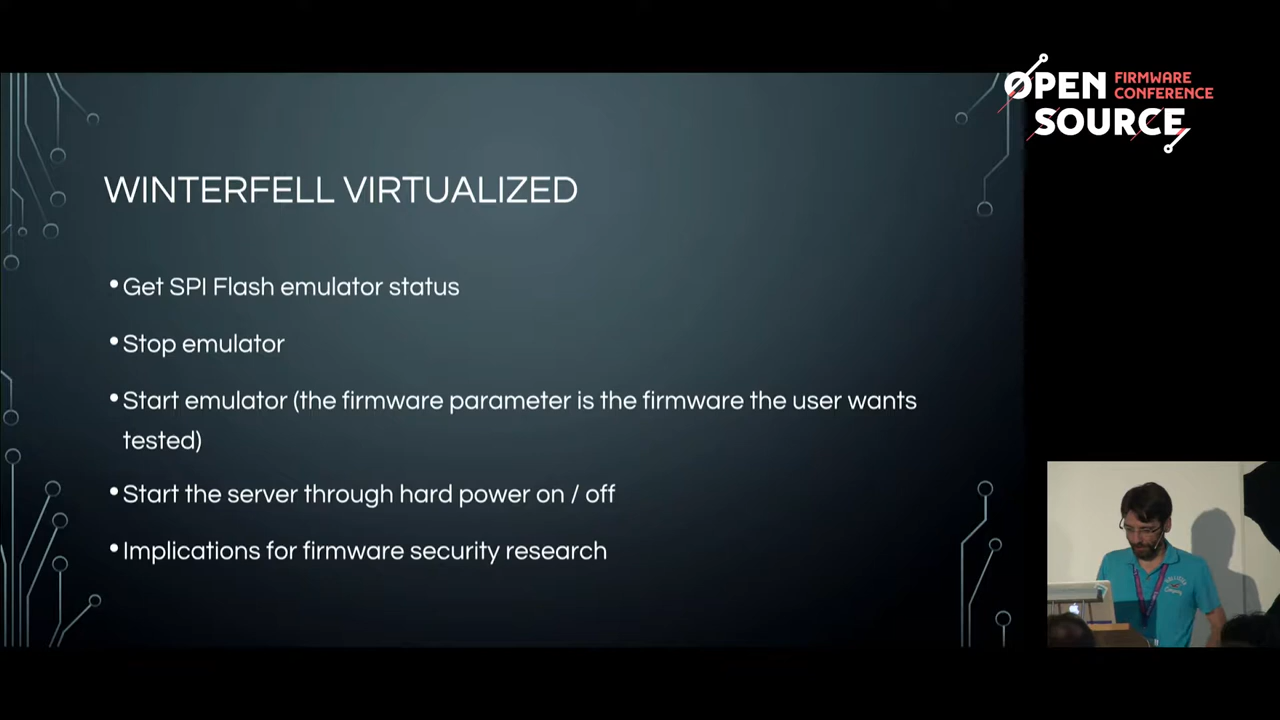 OPEN FIRMWARE
CONFERENCE
SOURCE
WINTERFELL VIRTUALIZED
•Get SPI Flash emulator status
•Stop emulator
•Start emulator (the firmware parameter is the firmware the user wants
tested)
•Start the server through hard power on / off
•Implications for firmware security research